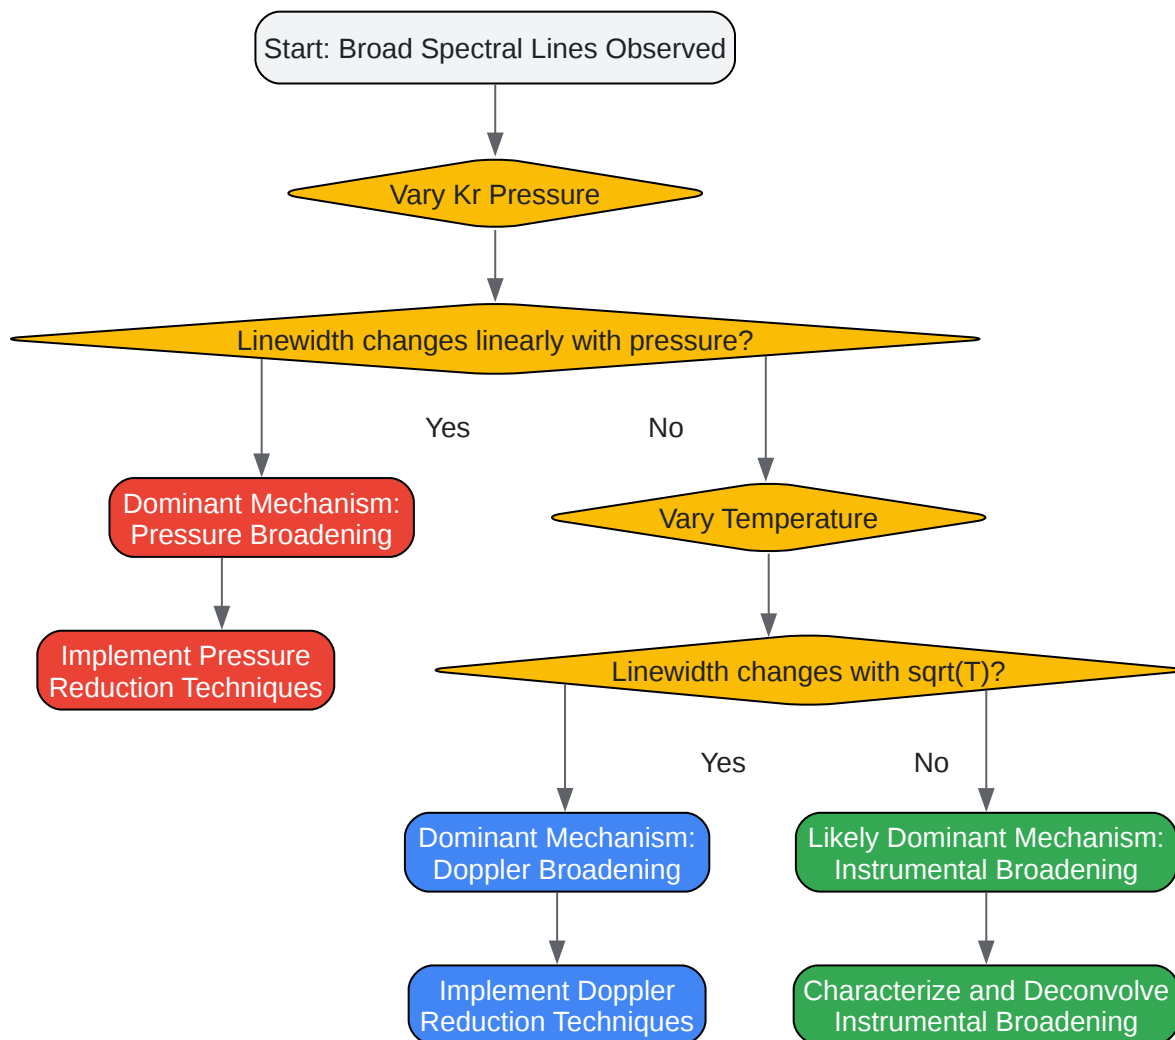 Start: Broad Spectral Lines Observed
Vary Kr Pressure
Linewidth changes linearly with pressure?
Yes
No
Dominant Mechanism:
Pressure Broadening
Vary Temperature
Implement Pressure
Reduction Techniques
Linewidth changes with sqrt(T)?
Yes
No
Dominant Mechanism:
Doppler Broadening
Likely Dominant Mechanism:
Instrumental Broadening
Implement Doppler
Reduction Techniques
Characterize and Deconvolve
Instrumental Broadening